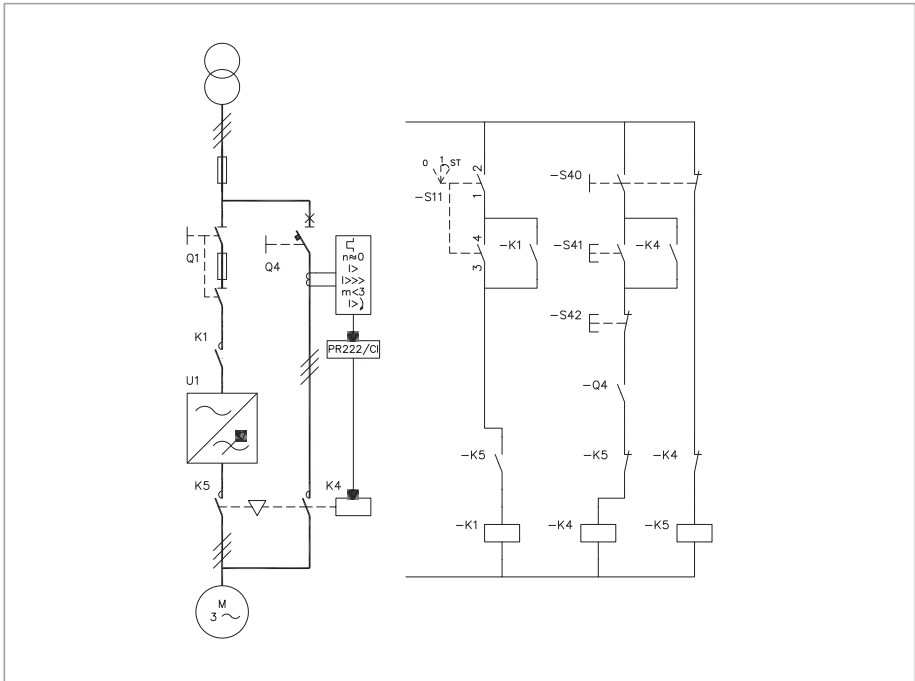 Q1
Q4
n≈0
I>
I>>>
m<3
I>
PR222/CI
K1
U1
K5
K4
M
3
0 1 ST
-S11
2
1
4
3
-K1
-K5
-K1
-S40
-S41
-K4
-S42
-Q4
-K5
-K4
-K4
-K5